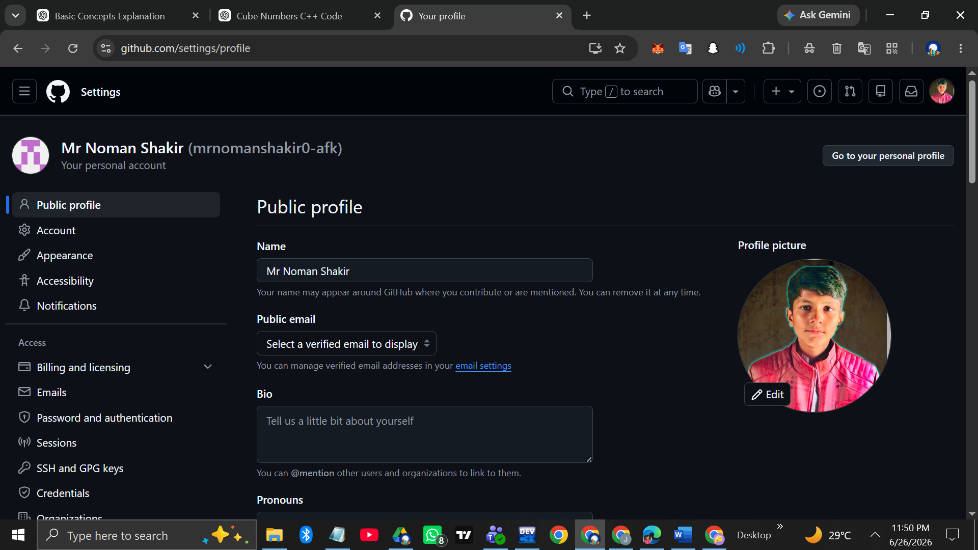 Basic Concepts Explanation
Cube Numbers C++ Code
Your profile
Ask Gemini
github.com/settings/profile
Settings
Type / to search
Mr Noman Shakir (mrnomanshakir0-afk)
Your personal account
Go to your personal profile
Public profile
Account
Appearance
Accessibility
Notifications
Access
Billing and licensing
Emails
Password and authentication
Sessions
SSH and GPG keys
Credentials
Organizations
Public profile
Name
Mr Noman Shakir
Your name may appear around GitHub where you contribute or are mentioned. You can remove it at any time.
Public email
Select a verified email to display
You can manage verified email addresses in your email settings
Bio
Tell us a little bit about yourself
You can @mention other users and organizations to link to them.
Pronouns
Profile picture
Edit
Type here to search
8
DEV
Desktop
29°C
11:50 PM
6/26/2026